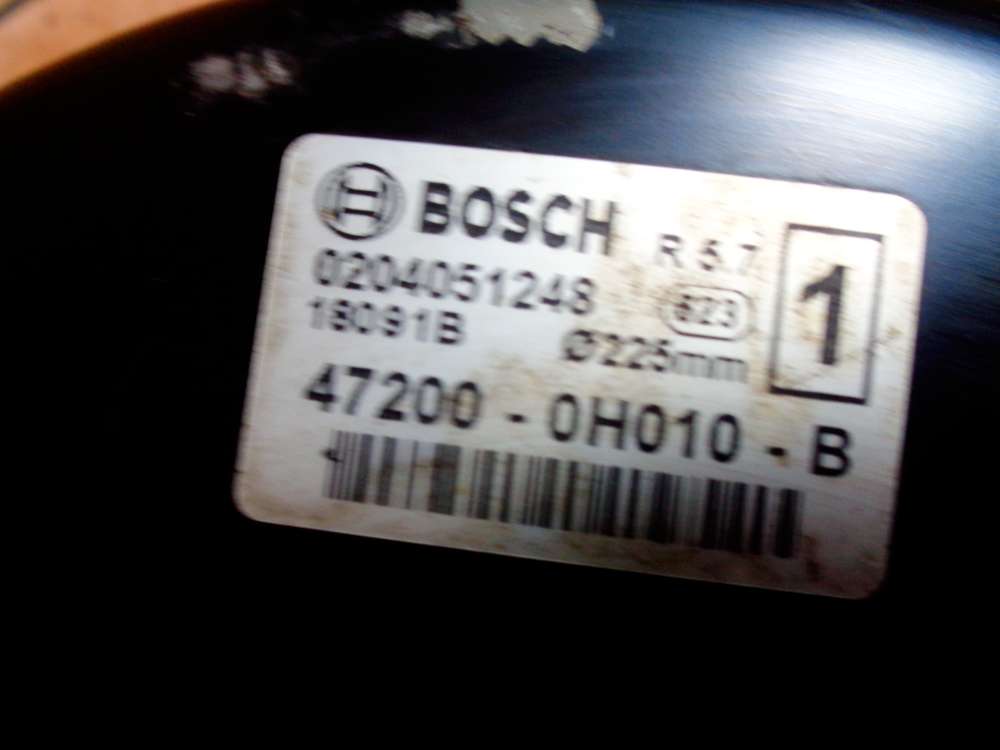 BOSCH
R 5.7
1
0204051248
823
18091B
Ø225mm
47200 - 0H010 - B